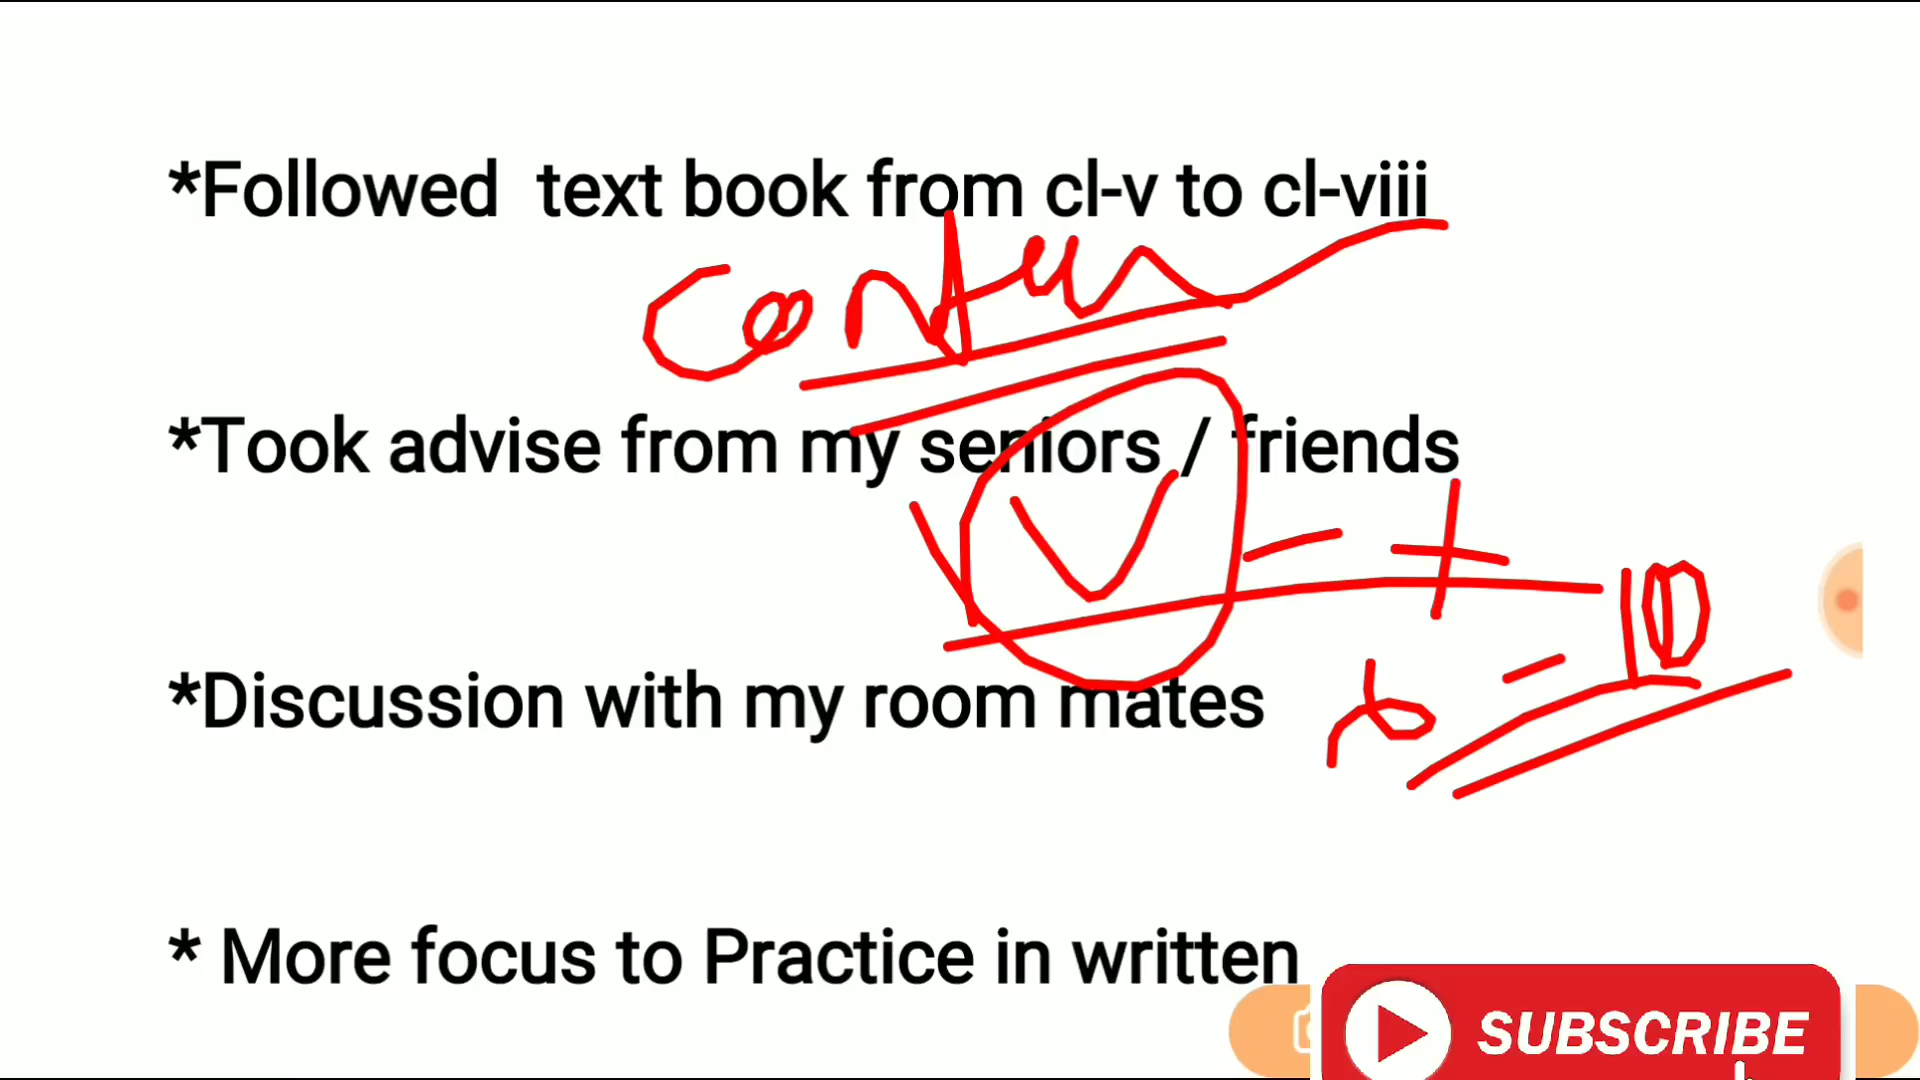 *Followed text book from cl-v to cl-viii
*Took advise from my seniors / friends
10
*Discussion with my room mates
* More focus to Practice in written
SUBSCRIBE